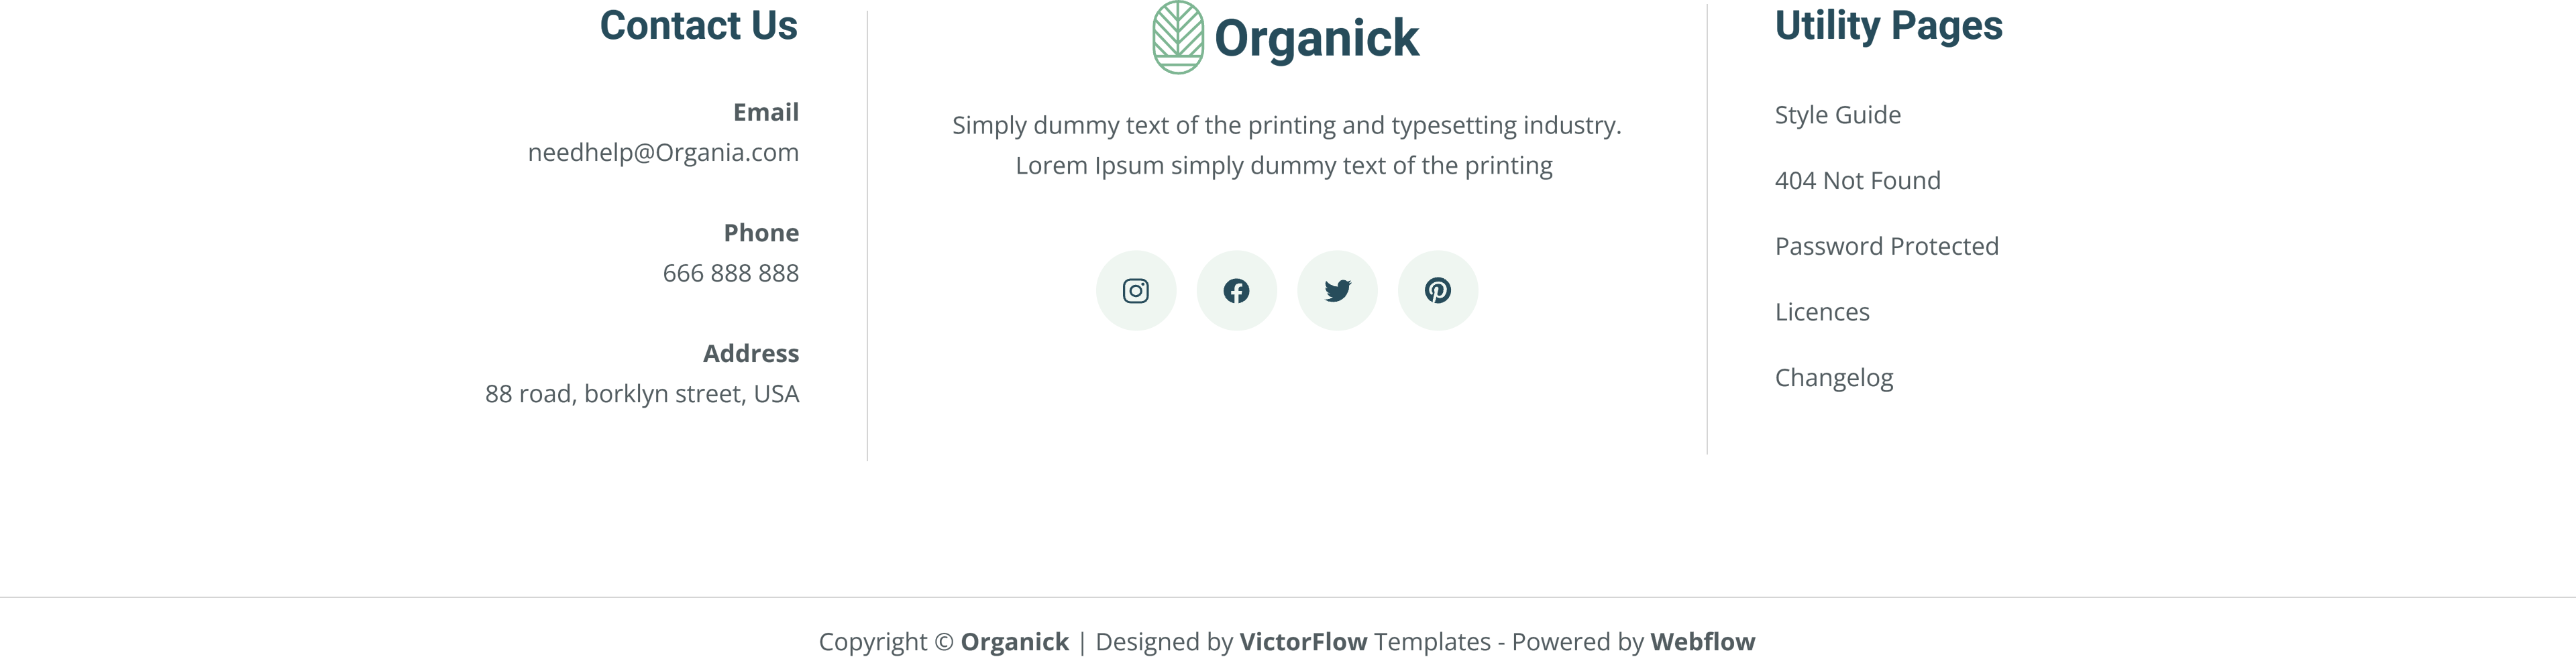 Contact Us
Email
needhelp@Organia.com
Phone
666 888 888
Address
88 road, borklyn street, USA
Organick
Simply dummy text of the printing and typesetting industry.
Lorem Ipsum simply dummy text of the printing
Utility Pages
Style Guide
404 Not Found
Password Protected
Licences
Changelog
Copyright © Organick | Designed by VictorFlow Templates - Powered by Webflow